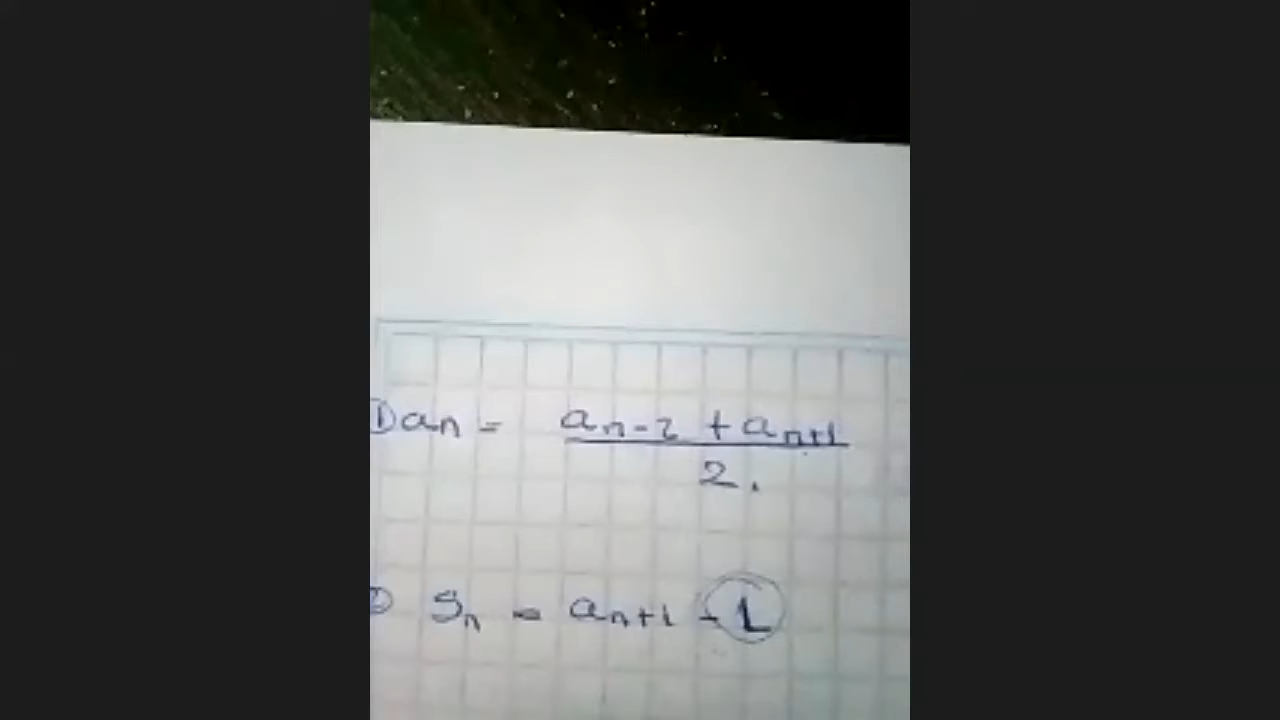 ① an = an-2 + an+1
2.
② Sn = an+1 - 1